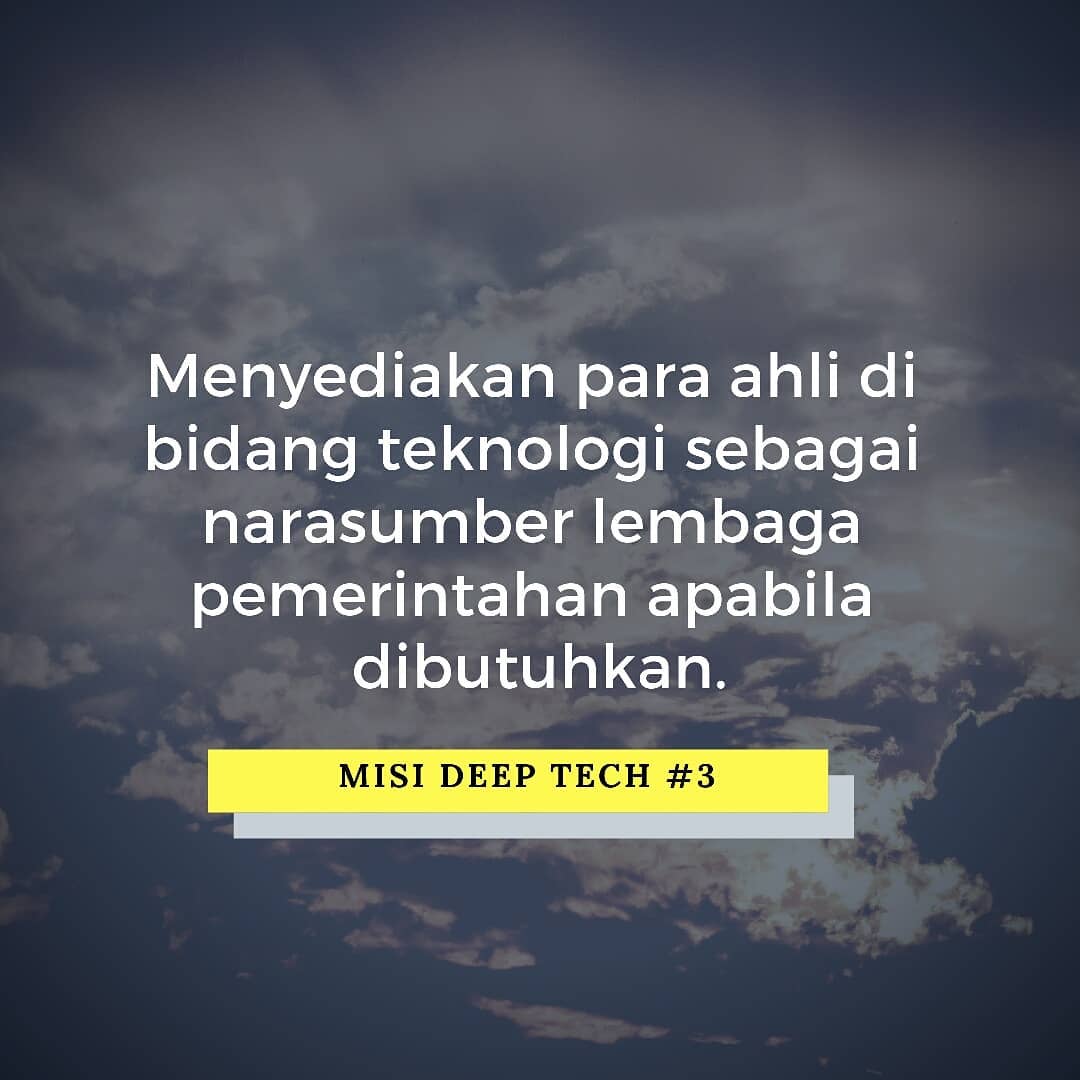 Menyediakan para ahli di
bidang teknologi sebagai
narasumber lembaga
pemerintahan apabila
dibutuhkan.
MISI DEEP TECH #3